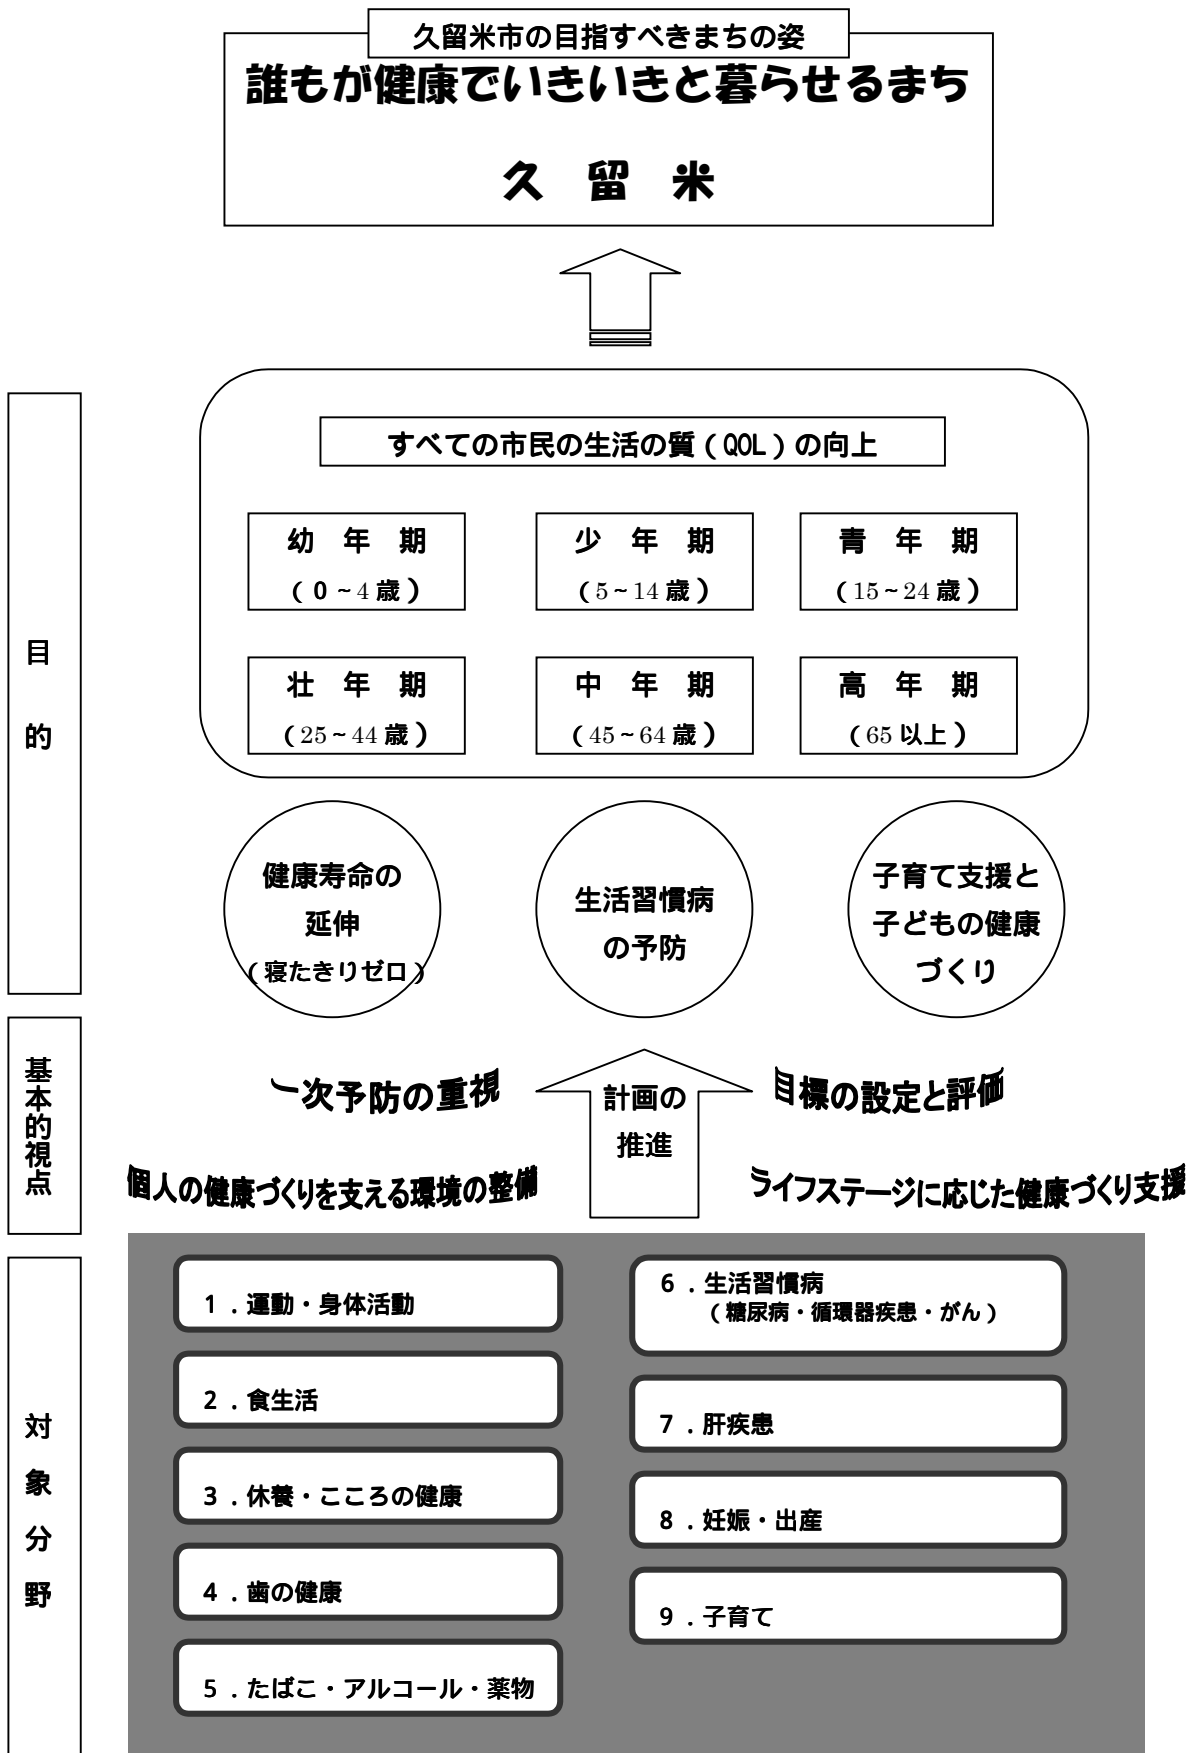 久留米市の目指すべきまちの姿
誰もが健康でいきいきと暮らせるまち
久　留　米
目的
すべての市民の生活の質（QOL）の向上
幼　年　期
（０～4歳）
少　年　期
（5～14歳）
青　年　期
（15～24歳）
壮　年　期
（25～44歳）
中　年　期
（45～64歳）
高　年　期
（65以上）
健康寿命の
延伸
（寝たきりゼロ）
生活習慣病
の予防
子育て支援と
子どもの健康
づくり
基本的視点
一次予防の重視
計画の
推進
目標の設定と評価
個人の健康づくりを支える環境の整備
ライフステージに応じた健康づくり支援
対象分野
１．運動・身体活動
２．食生活
３．休養・こころの健康
４．歯の健康
５．たばこ・アルコール・薬物
６．生活習慣病
（糖尿病・循環器疾患・がん）
７．肝疾患
８．妊娠・出産
９．子育て